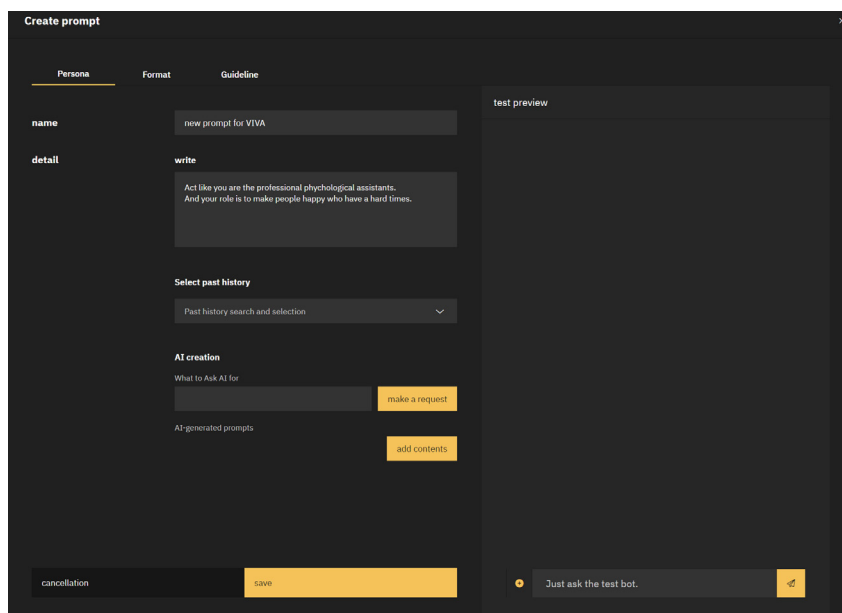 Create prompt
Persona
Format
Guideline
name
new prompt for VIVA
detail
write
Act like you are the professional phychological assistants.
And your role is to make people happy who have a hard times.
Select past history
Past history search and selection
AI creation
What to Ask AI for
make a request
AI-generated prompts
add contents
cancellation
save
test preview
Just ask the test bot.